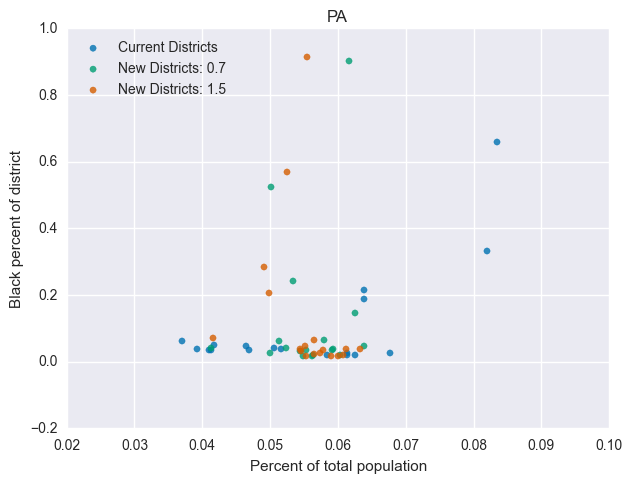 PA
Current Districts
New Districts: 0.7
New Districts: 1.5
1.0
0.8
0.6
0.4
0.2
0.0
−0.2
Black percent of district
0.02 0.03 0.04 0.05 0.06 0.07 0.08 0.09 0.10
Percent of total population